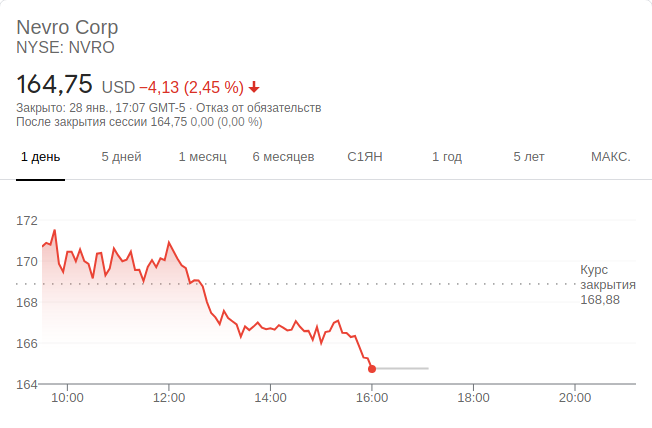 Nevro Corp
NYSE: NVRO
164,75 USD −4,13 (2,45 %)
Закрыто: 28 янв., 17:07 GMT-5 · Отказ от обязательств
После закрытия сессии 164,75 0,00 (0,00 %)
1 день 5 дней 1 месяц 6 месяцев С1ЯН 1 год 5 лет МАКС.
172
170
Курс
закрытия
168,88
168
166
164
10:00 12:00 14:00 16:00 18:00 20:00